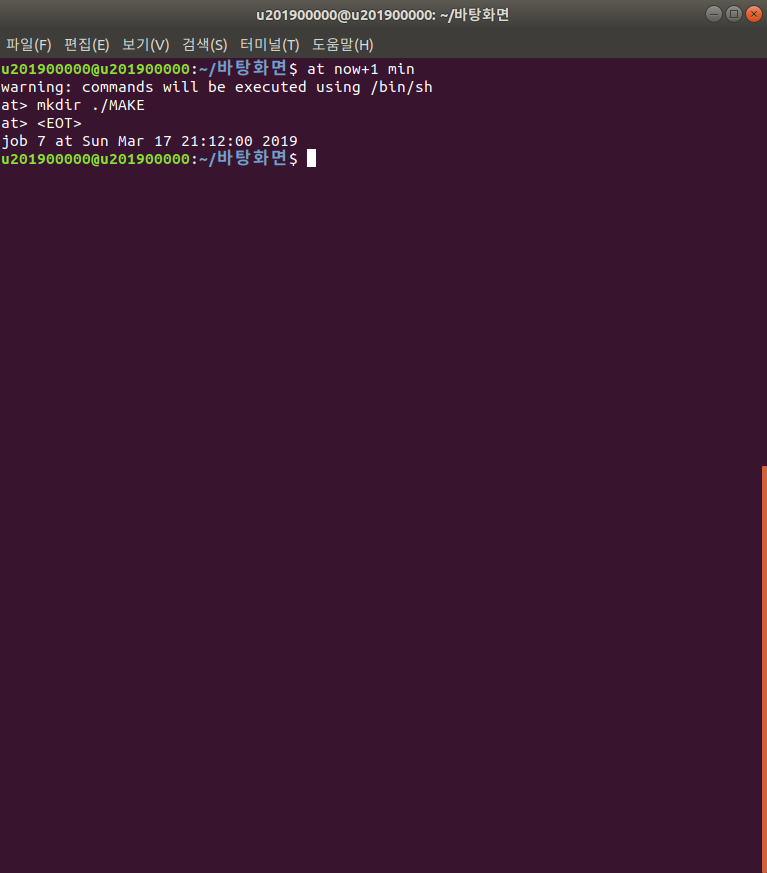 u201900000@u201900000: ~/바탕화면
파일(F) 편집(E) 보기(V) 검색(S) 터미널(T) 도움말(H)
u201900000@u201900000:~/바탕화면$ at now+1 min
warning: commands will be executed using /bin/sh
at> mkdir ./MAKE
at> <EOT>
job 7 at Sun Mar 17 21:12:00 2019
u201900000@u201900000:~/바탕화면$